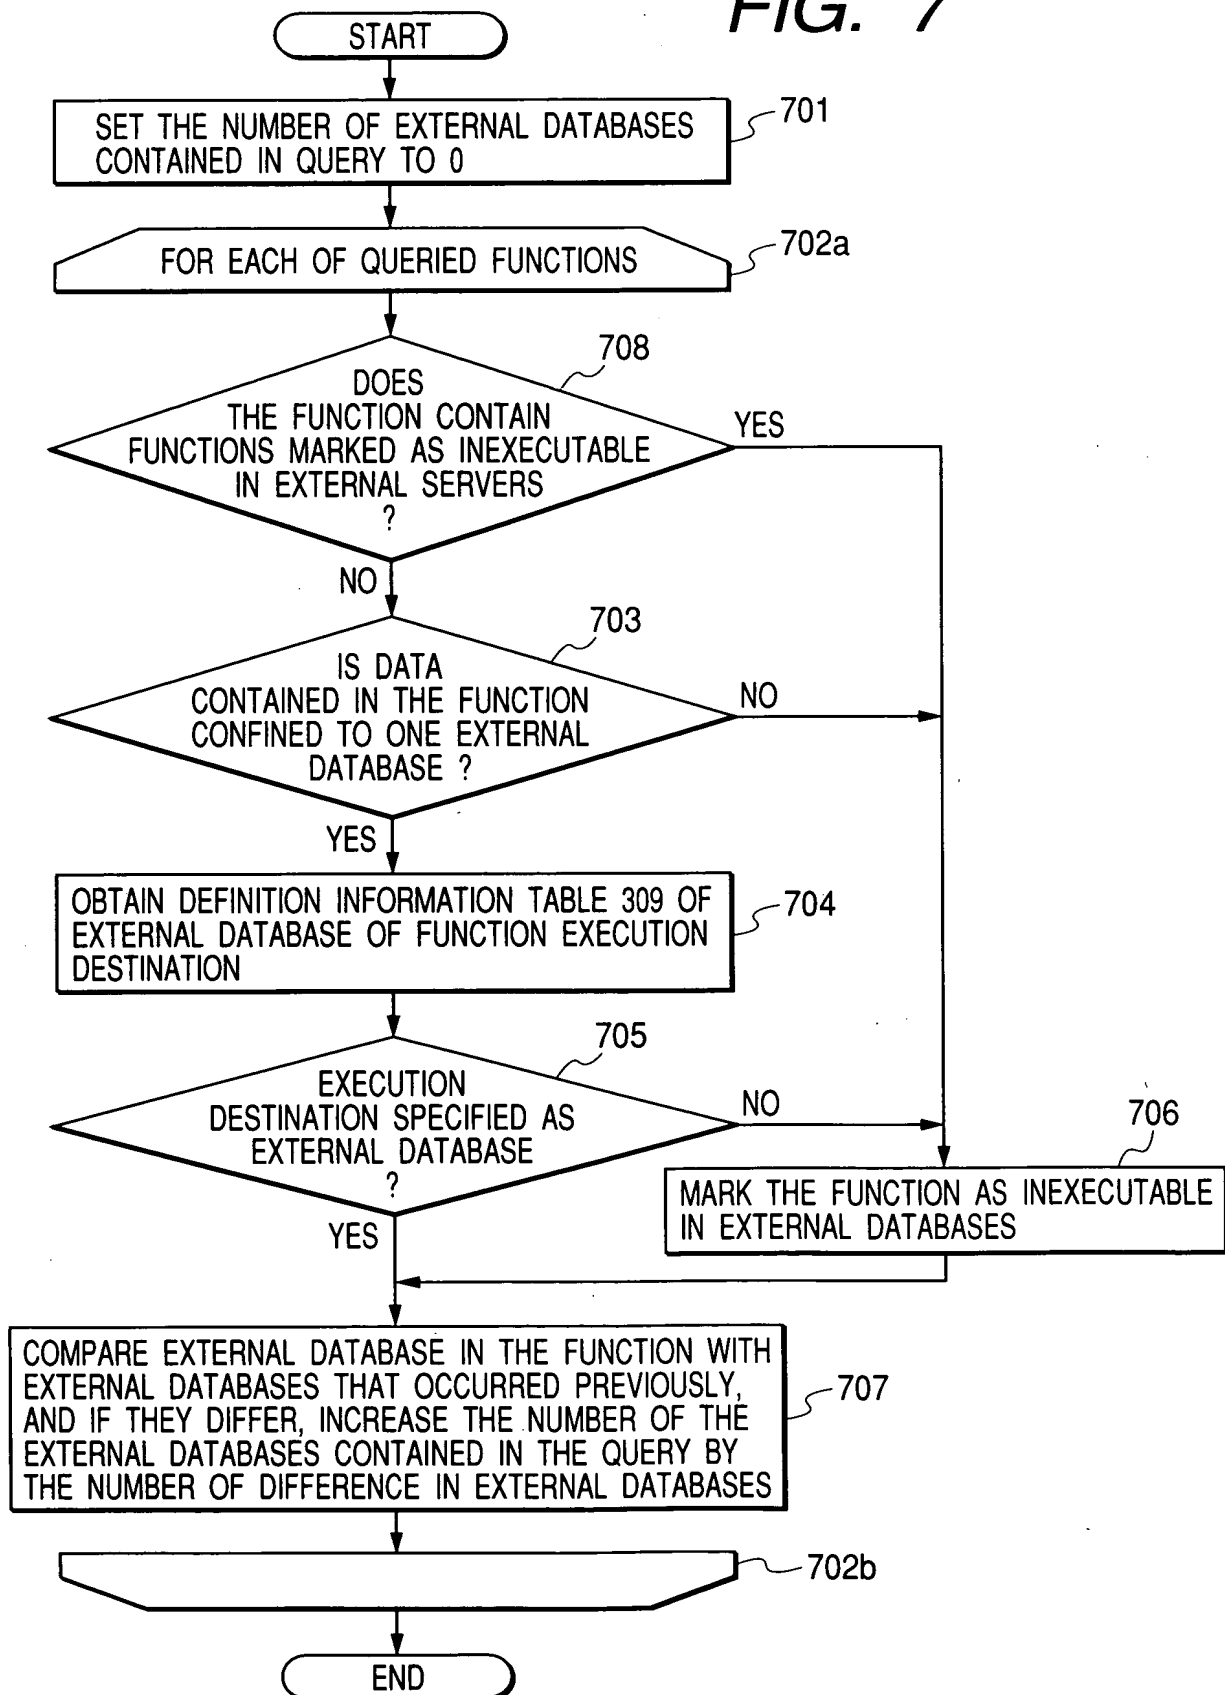 FIG. 7
START
SET THE NUMBER OF EXTERNAL DATABASES
CONTAINED IN QUERY TO 0
701
FOR EACH OF QUERIED FUNCTIONS
702a
708
DOES
THE FUNCTION CONTAIN
FUNCTIONS MARKED AS INEXECUTABLE
IN EXTERNAL SERVERS
?
YES
NO
703
IS DATA
CONTAINED IN THE FUNCTION
CONFINED TO ONE EXTERNAL
DATABASE ?
NO
YES
OBTAIN DEFINITION INFORMATION TABLE 309 OF
EXTERNAL DATABASE OF FUNCTION EXECUTION
DESTINATION
704
705
EXECUTION
DESTINATION SPECIFIED AS
EXTERNAL DATABASE
?
NO
YES
706
MARK THE FUNCTION AS INEXECUTABLE
IN EXTERNAL DATABASES
COMPARE EXTERNAL DATABASE IN THE FUNCTION WITH
EXTERNAL DATABASES THAT OCCURRED PREVIOUSLY,
AND IF THEY DIFFER, INCREASE THE NUMBER OF THE
EXTERNAL DATABASES CONTAINED IN THE QUERY BY
THE NUMBER OF DIFFERENCE IN EXTERNAL DATABASES
707
702b
END